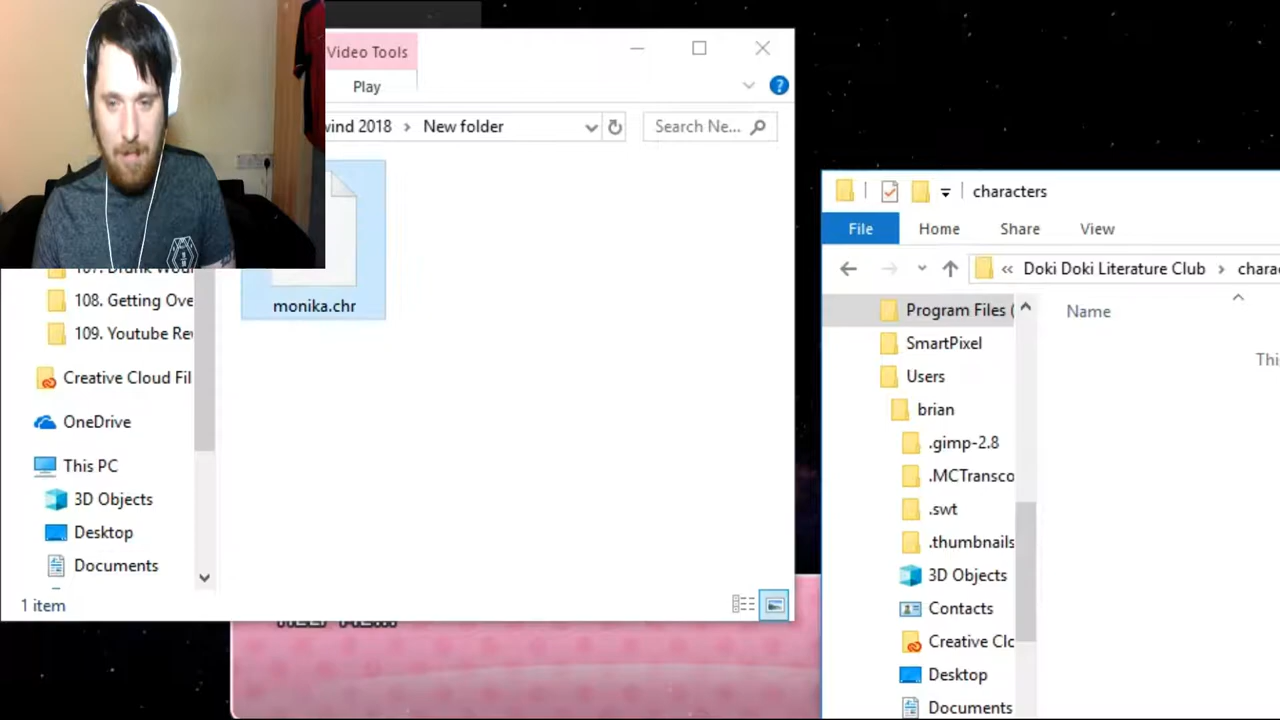 Video Tools
Play
wind 2018 > New folder
Search Ne...
monika.chr
108. Getting Ove
109. Youtube Re
Creative Cloud Fil
OneDrive
This PC
3D Objects
Desktop
Documents
1 item
characters
File Home Share View
« Doki Doki Literature Club > chara
Name
Program Files (
SmartPixel
Users
brian
.gimp-2.8
.MCTransco
.swt
.thumbnails
3D Objects
Contacts
Creative Clo
Desktop
Documents
Thi